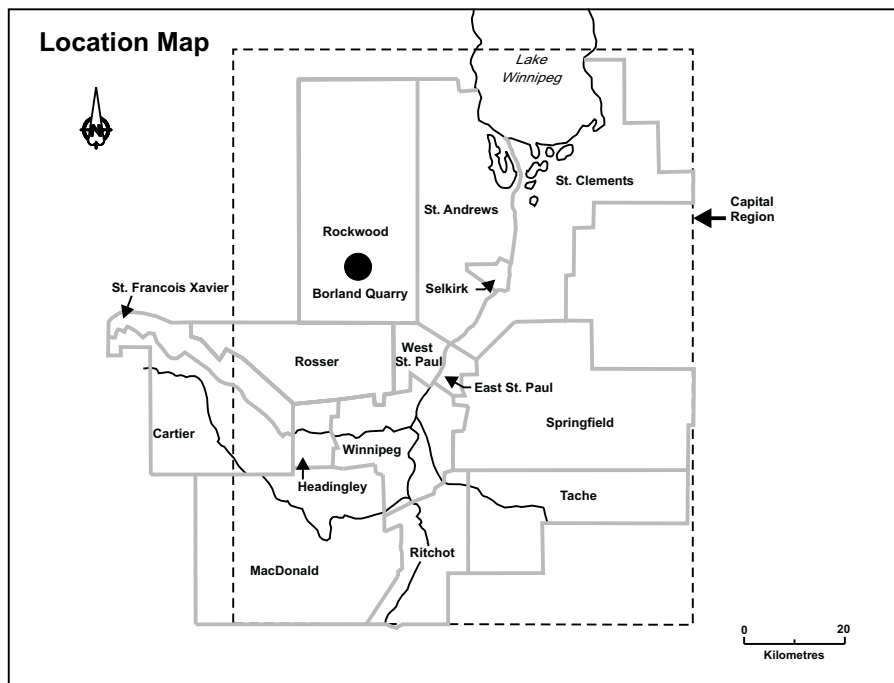 Location Map
Lake
Winnipeg
N
St. Clements
Capital
Region
St. Andrews
Rockwood
St. Francois Xavier
Borland Quarry
Selkirk
West
St. Paul
Rosser
East St. Paul
Springfield
Cartier
Winnipeg
Headingley
Tache
Ritchot
MacDonald
0 20
Kilometres